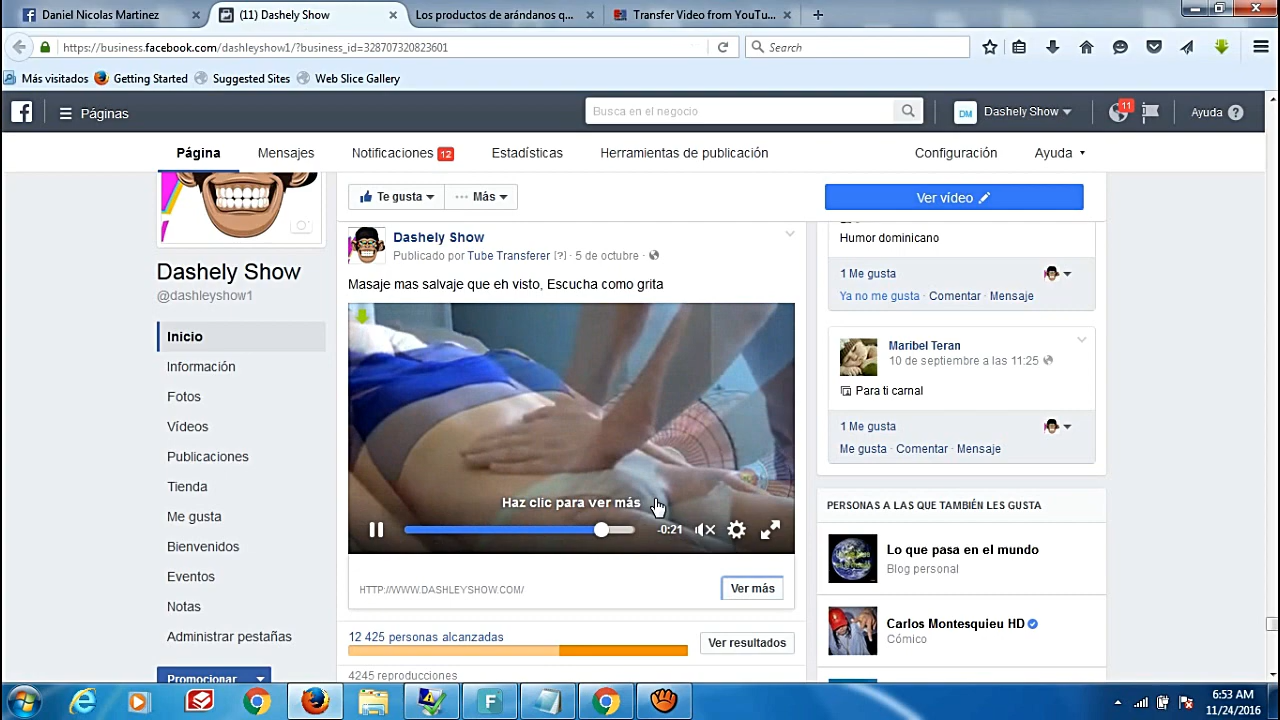 Daniel Nicolas Martinez
(11) Dashely Show
Los productos de arándanos q...
Transfer Video from YouTu...
https://business.facebook.com/dashleyshow1/?business_id=328707320823601
Search
Más visitados
Getting Started
Suggested Sites
Web Slice Gallery
Páginas
Busca en el negocio
DM
Dashely Show
11
Ayuda
Página
Mensajes
Notificaciones 12
Estadísticas
Herramientas de publicación
Configuración
Ayuda
Te gusta
Más
Ver vídeo
Dashely Show
@dashleyshow1
Inicio
Información
Fotos
Vídeos
Publicaciones
Tienda
Me gusta
Bienvenidos
Eventos
Notas
Administrar pestañas
Promocionar
Dashely Show
Publicado por Tube Transferer [?] · 5 de octubre ·
Masaje mas salvaje que eh visto, Escucha como grita
Haz clic para ver más
-0:21
HTTP://WWW.DASHLEYSHOW.COM/
Ver más
12 425 personas alcanzadas
Ver resultados
4245 reproducciones
Humor dominicano
1 Me gusta
Ya no me gusta · Comentar · Mensaje
Maribel Teran
10 de septiembre a las 11:25
Para ti carnal
1 Me gusta
Me gusta · Comentar · Mensaje
PERSONAS A LAS QUE TAMBIÉN LES GUSTA
Lo que pasa en el mundo
Blog personal
Carlos Montesquieu HD
Cómico
6:53 AM
11/24/2016